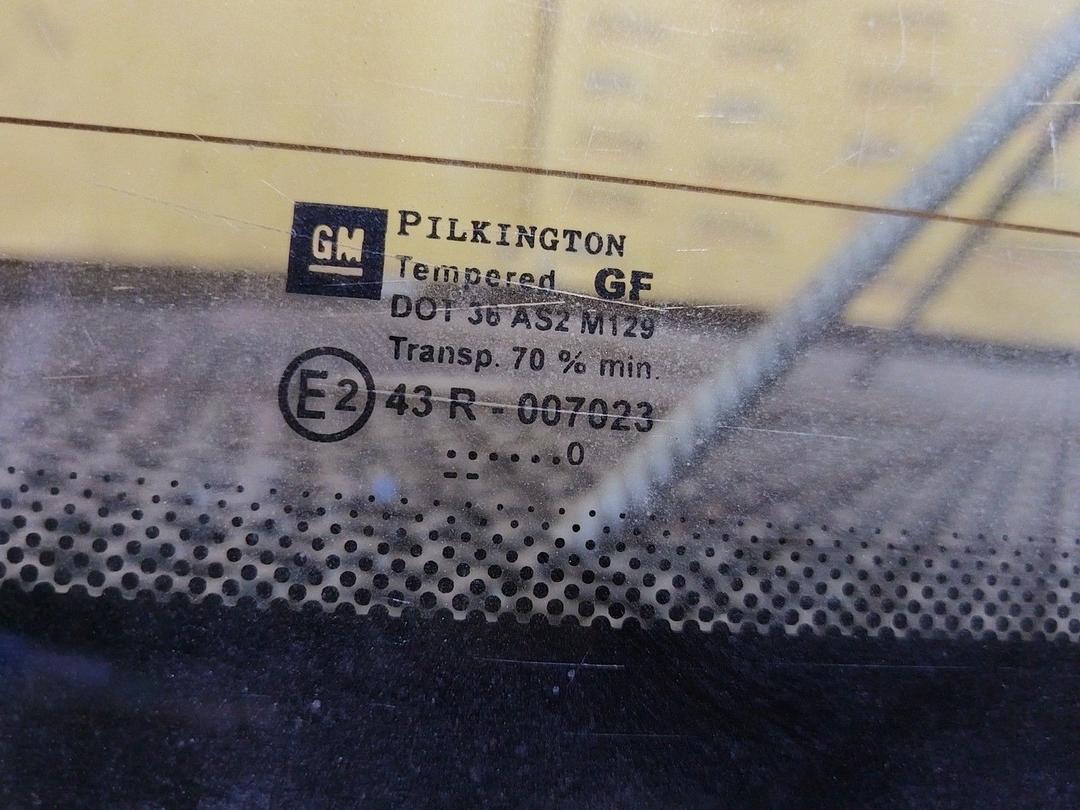 GM
PILKINGTON
Tempered GF
DOT 36 AS2 M129
Transp. 70 % min.
E2 43 R - 007023
..:....0